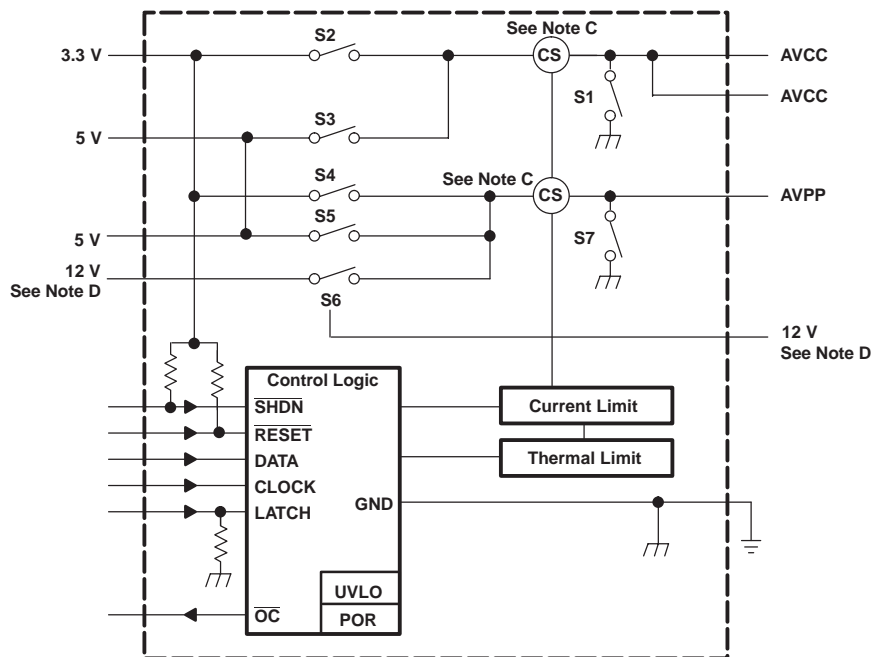 See Note C
S2
3.3 V
CS
AVCC
S1
AVCC
S3
5 V
S4
See Note C
CS
AVPP
S5
5 V
S7
12 V
See Note D
S6
12 V
See Note D
Control Logic
SHDN
Current Limit
RESET
DATA
Thermal Limit
CLOCK
LATCH
GND
UVLO
OC
POR